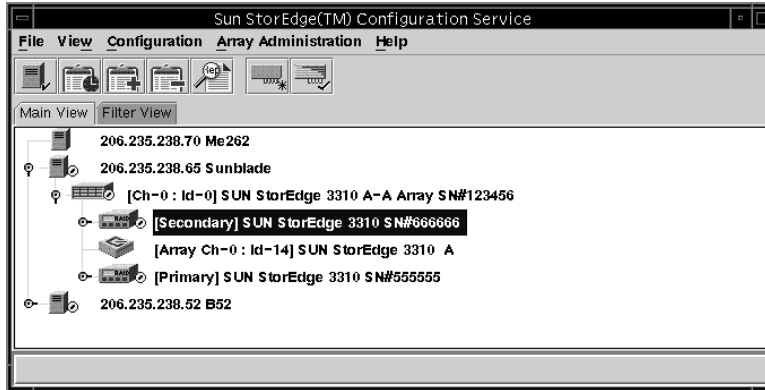 Sun StorEdge(TM) Configuration Service
File View Configuration Array Administration Help
Rep
Main View Filter View
206.235.238.70 Me262
206.235.238.65 Sunblade
[Ch-0 : Id-0] SUN StorEdge 3310 A-A Array SN#123456
[Secondary] SUN StorEdge 3310 SN#666666
[Array Ch-0 : Id-14] SUN StorEdge 3310 A
[Primary] SUN StorEdge 3310 SN#555555
206.235.238.52 B52